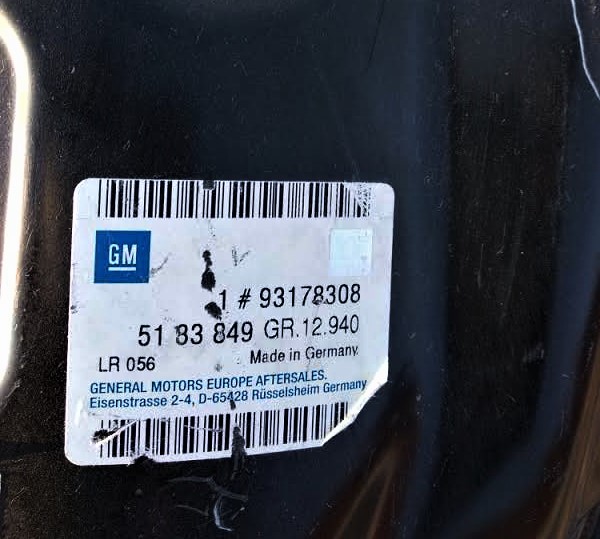 GM
1 # 93178308
51 83 849 GR.12.940
LR 056
Made in Germany.
GENERAL MOTORS EUROPE AFTERSALES.
Eisenstrasse 2-4, D-65428 Rüsselsheim Germany